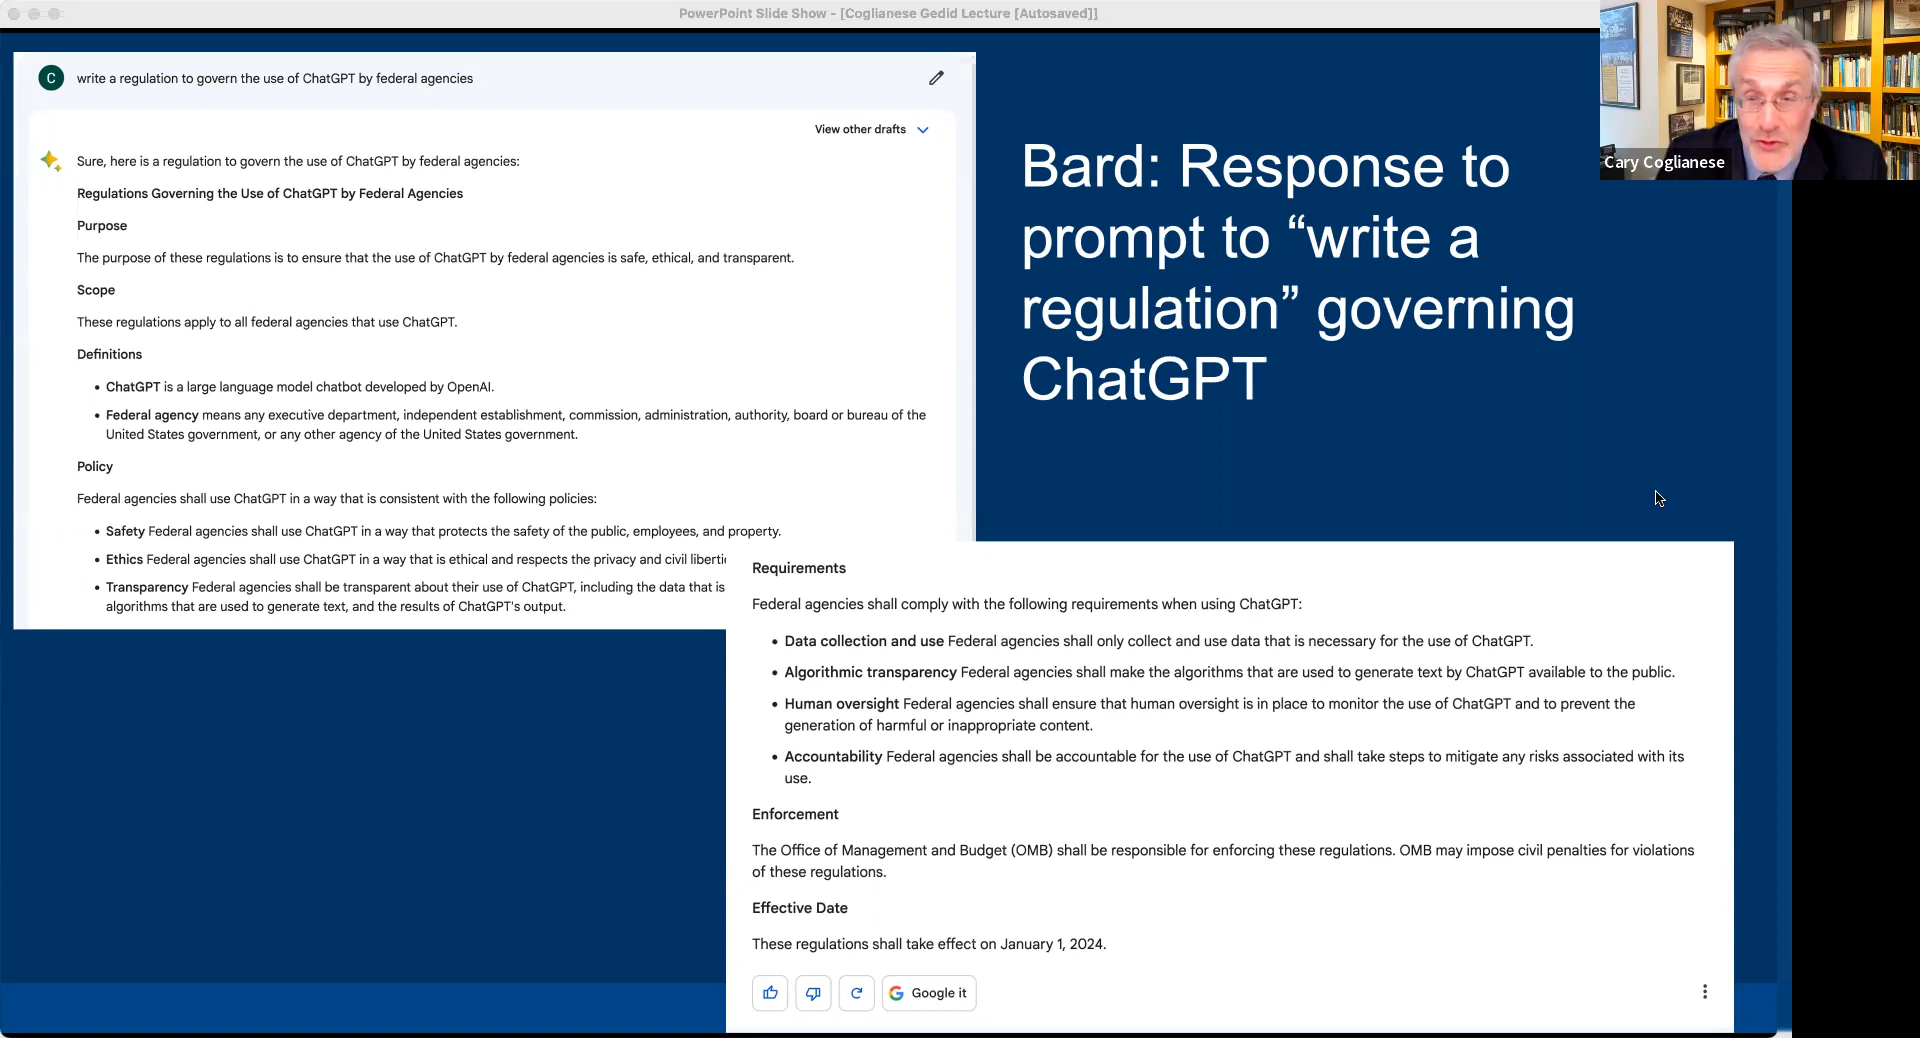 PowerPoint Slide Show - [Coglianese Gedid Lecture [Autosaved]]
C
write a regulation to govern the use of ChatGPT by federal agencies
View other drafts
Sure, here is a regulation to govern the use of ChatGPT by federal agencies:
Regulations Governing the Use of ChatGPT by Federal Agencies
Purpose
The purpose of these regulations is to ensure that the use of ChatGPT by federal agencies is safe, ethical, and transparent.
Scope
These regulations apply to all federal agencies that use ChatGPT.
Definitions
• ChatGPT is a large language model chatbot developed by OpenAI.
• Federal agency means any executive department, independent establishment, commission, administration, authority, board or bureau of the
United States government, or any other agency of the United States government.
Policy
Federal agencies shall use ChatGPT in a way that is consistent with the following policies:
• Safety Federal agencies shall use ChatGPT in a way that protects the safety of the public, employees, and property.
• Ethics Federal agencies shall use ChatGPT in a way that is ethical and respects the privacy and civil
• Transparency Federal agencies shall be transparent about their use of ChatGPT, including the data that is
algorithms that are used to generate text, and the results of ChatGPT's output.
Bard: Response to
prompt to “write a
regulation” governing
ChatGPT
Cary Coglianese
Requirements
Federal agencies shall comply with the following requirements when using ChatGPT:
• Data collection and use Federal agencies shall only collect and use data that is necessary for the use of ChatGPT.
• Algorithmic transparency Federal agencies shall make the algorithms that are used to generate text by ChatGPT available to the public.
• Human oversight Federal agencies shall ensure that human oversight is in place to monitor the use of ChatGPT and to prevent the
generation of harmful or inappropriate content.
• Accountability Federal agencies shall be accountable for the use of ChatGPT and shall take steps to mitigate any risks associated with its
use.
Enforcement
The Office of Management and Budget (OMB) shall be responsible for enforcing these regulations. OMB may impose civil penalties for violations
of these regulations.
Effective Date
These regulations shall take effect on January 1, 2024.
Google it